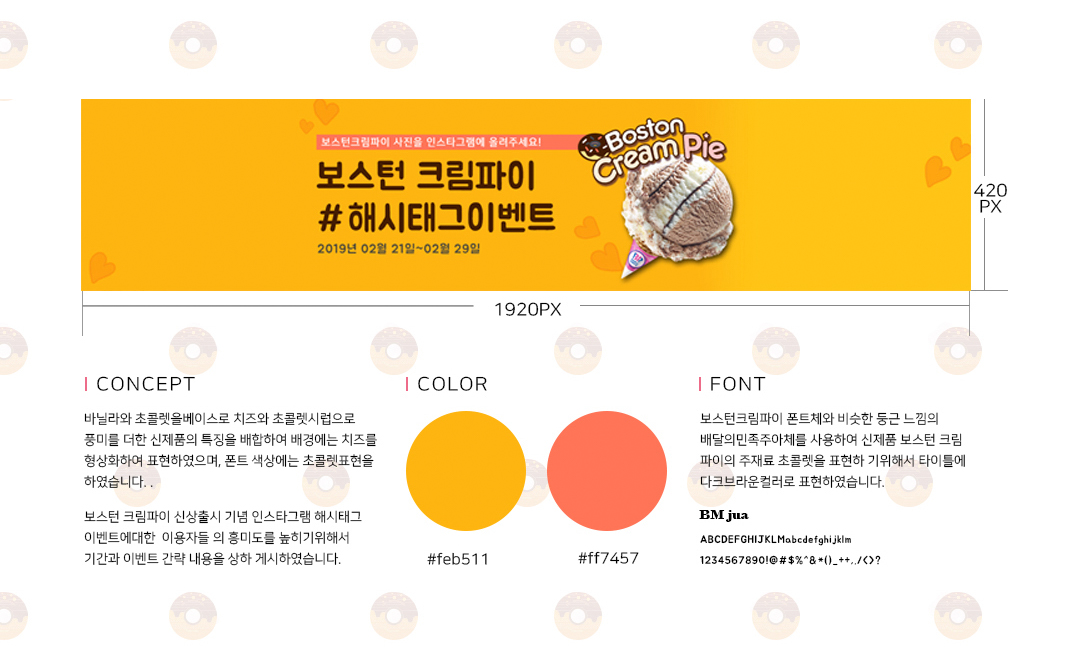 보스턴크림파이 사진을 인스타그램에 올려주세요!
보스턴 크림파이
#해시태그이벤트
2019년 02월 21일~02월 29일
Boston
Cream Pie
420
PX
1920PX
CONCEPT
바닐라와 초콜렛을베이스로 치즈와 초콜렛시럽으로
풍미를 더한 신제품의 특징을 배합하여 배경에는 치즈를
형상화하여 표현하였으며, 폰트 색상에는 초콜렛표현을
하였습니다. .
보스턴 크림파이 신상출시 기념 인스타그램 해시태그
이벤트에대한 이용자들 의 흥미도를 높히기위해서
기간과 이벤트 간략 내용을 상하 게시하였습니다.
COLOR
#feb511
#ff7457
FONT
보스턴크림파이 폰트체와 비슷한 둥근 느낌의
배달의민족주아체를 사용하여 신제품 보스턴 크림
파이의 주재료 초콜렛을 표현하 기위해서 타이틀에
다크브라운컬러로 표현하였습니다.
BM jua
ABCDEFGHIJKLMabcdefghijklm
1234567890!@#$%^&*()_++,./<>?